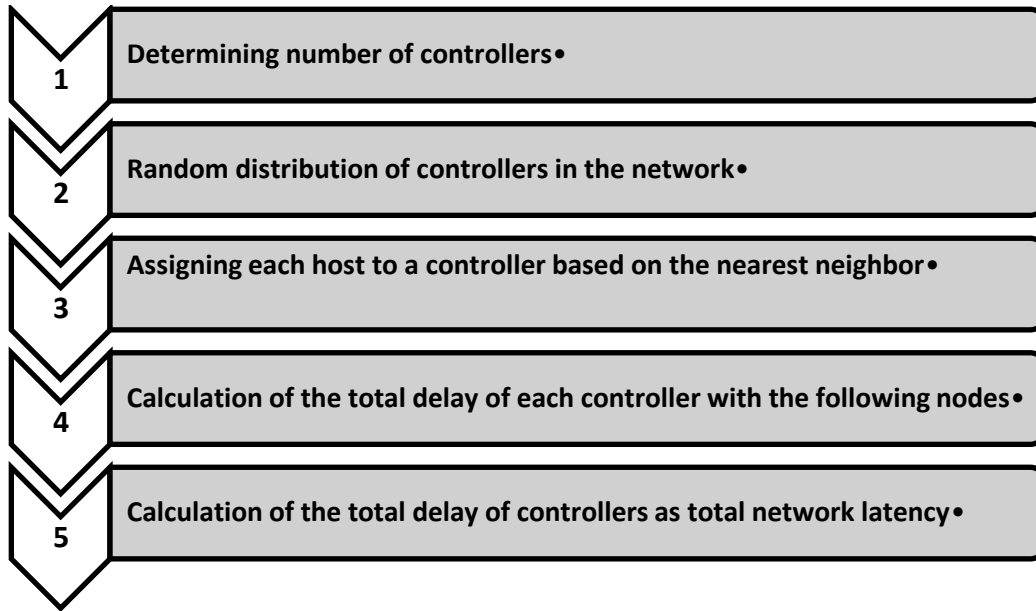 1
Determining number of controllers•
2
Random distribution of controllers in the network•
3
Assigning each host to a controller based on the nearest neighbor•
4
Calculation of the total delay of each controller with the following nodes•
5
Calculation of the total delay of controllers as total network latency•